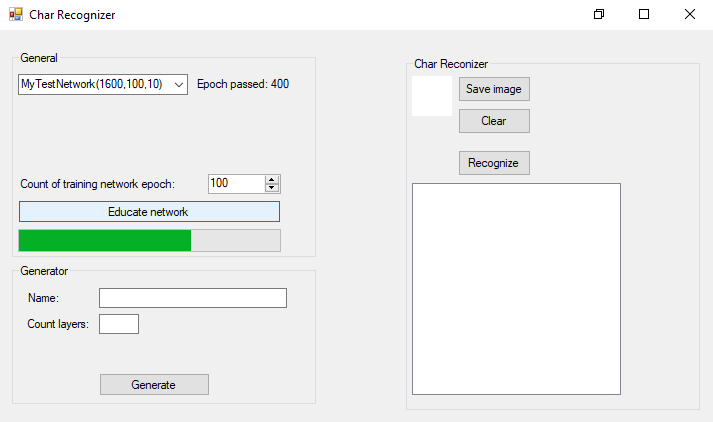 Char Recognizer
General
MyTestNetwork(1600,100,10)
Epoch passed: 400
Count of training network epoch:
100
Educate network
Generator
Name:
Count layers:
Generate
Char Reconizer
Save image
Clear
Recognize